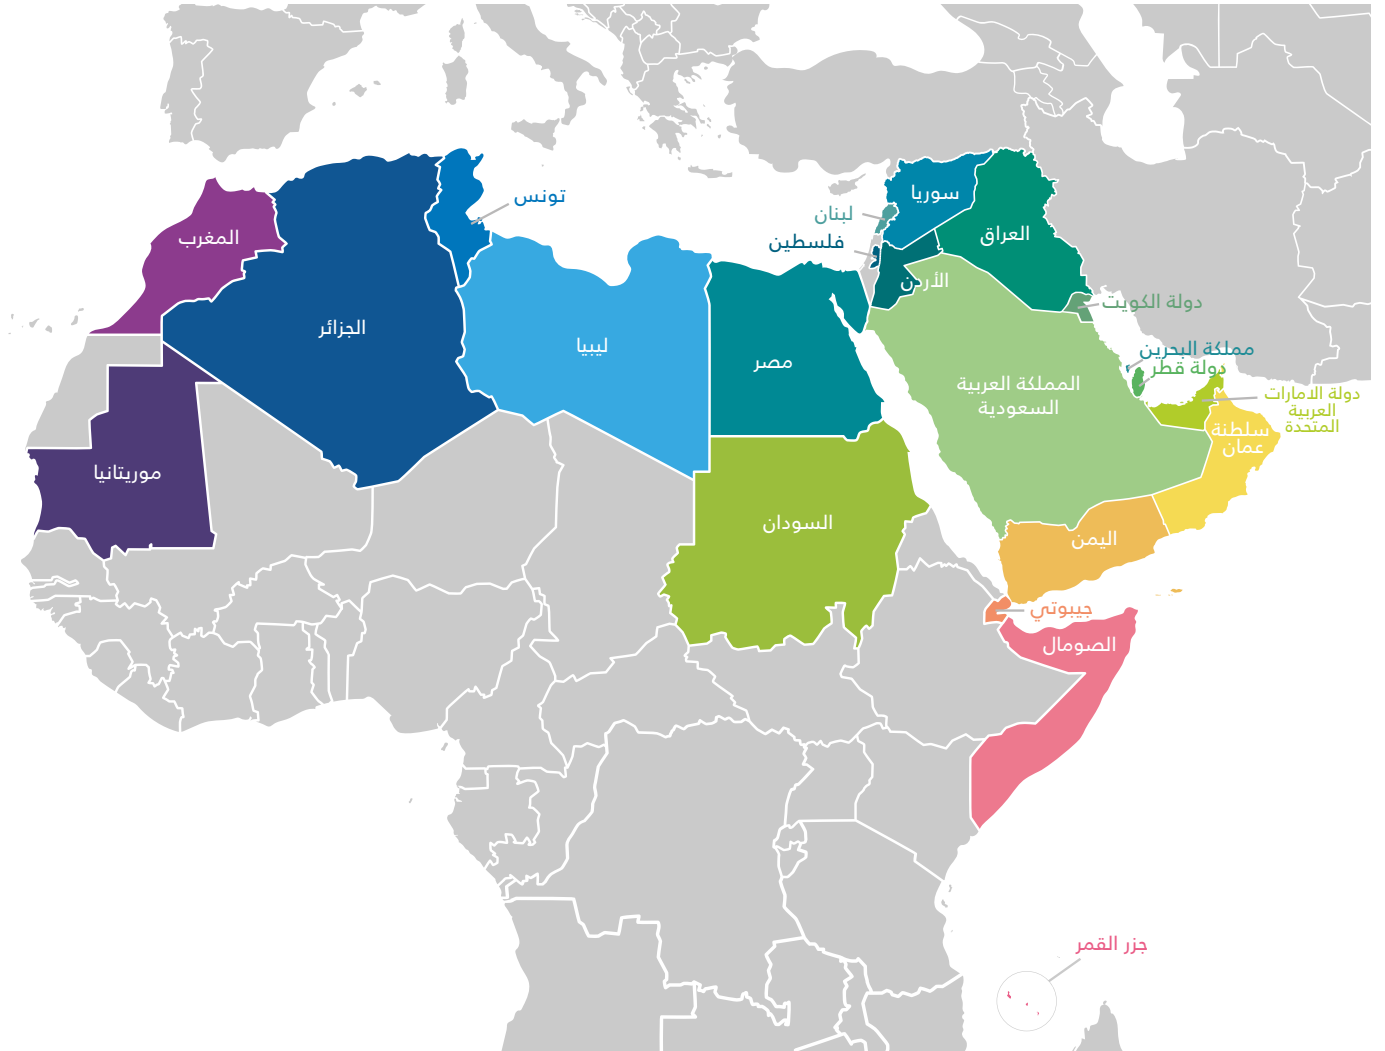 تونس
سوريا
لبنان
فلسطين
العراق
المغرب
الأردن
دولة الكويت
الجزائر
ليبيا
مصر
مملكة البحرين
دولة قطر
المملكة العربية
السعودية
دولة الامارات
العربية
المتحدة
سلطنة
عمان
موريتانيا
السودان
اليمن
جيبوتي
الصومال
جزر القمر